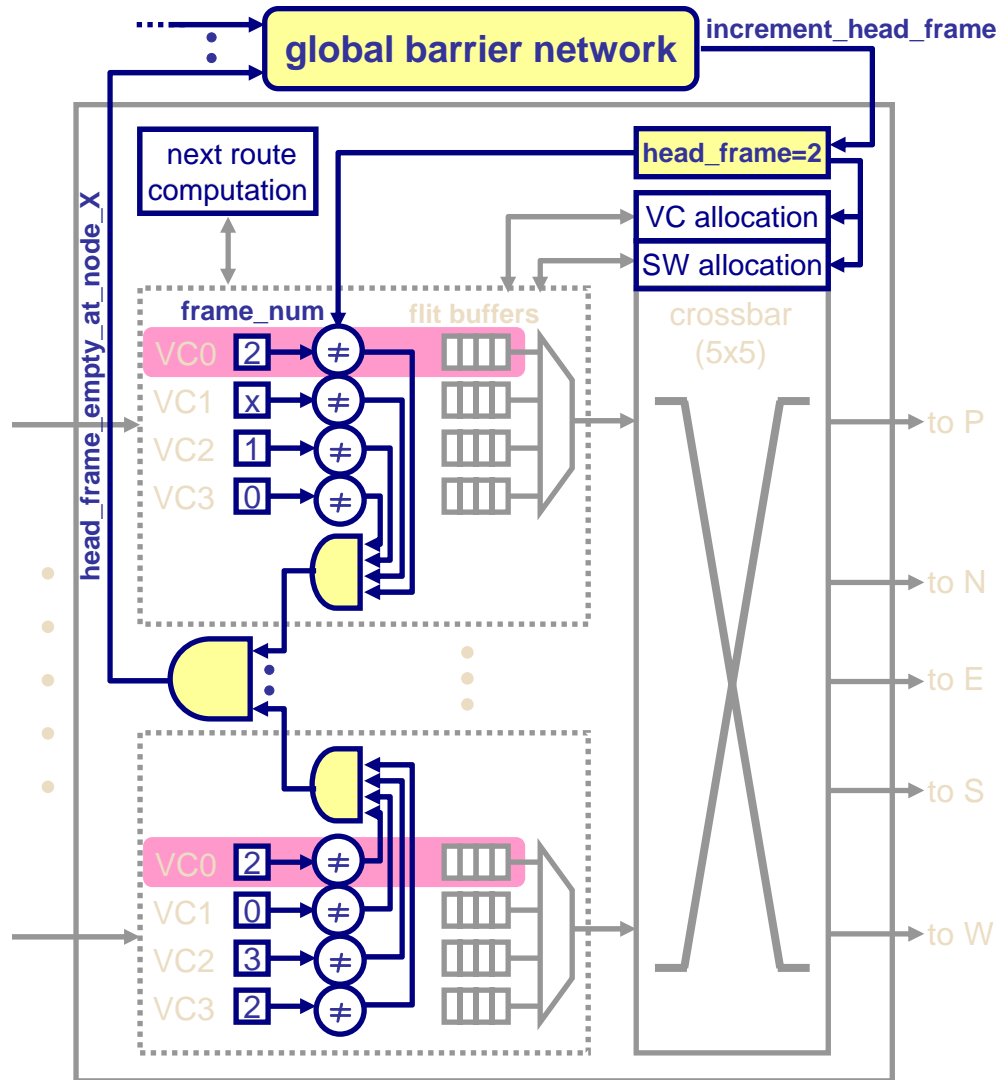 increment_head_frame
global barrier network
next route
computation
head_frame=2
VC allocation
SW allocation
head_frame_empty_at_node_X
frame_num
flit buffers
crossbar
(5x5)
VC0 2 ≠
VC1 x ≠
VC2 1 ≠
VC3 0 ≠
to P
to N
to E
to S
to W
VC0 2 ≠
VC1 0 ≠
VC2 3 ≠
VC3 2 ≠